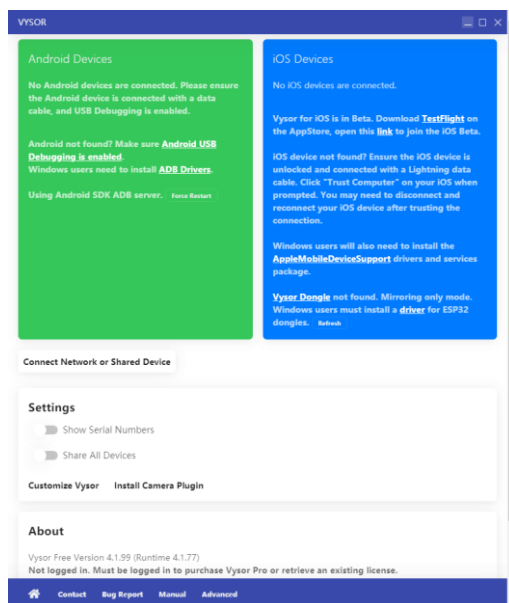 VYSOR
Android Devices
No Android devices are connected. Please ensure
the Android device is connected with a data
cable, and USB Debugging is enabled.
Android not found? Make sure Android USB
Debugging is enabled.
Windows users need to install ADB Drivers.
Using Android SDK ADB server. Force Restart
iOS Devices
No iOS devices are connected.
Vysor for iOS is in Beta. Download TestFlight on
the AppStore, open this link to join the iOS Beta.
iOS device not found? Ensure the iOS device is
unlocked and connected with a Lightning data
cable. Click "Trust Computer" on your iOS when
prompted. You may need to disconnect and
reconnect your iOS device after trusting the
connection.
Windows users will also need to install the
AppleMobileDeviceSupport drivers and services
package.
Vysor Dongle not found. Mirroring only mode.
Windows users must install a driver for ESP32
dongles. Refresh
Connect Network or Shared Device
Settings
Show Serial Numbers
Share All Devices
Customize Vysor Install Camera Plugin
About
Vysor Free Version 4.1.99 (Runtime 4.1.77)
Not logged in. Must be logged in to purchase Vysor Pro or retrieve an existing license.
Contact Bug Report Manual Advanced